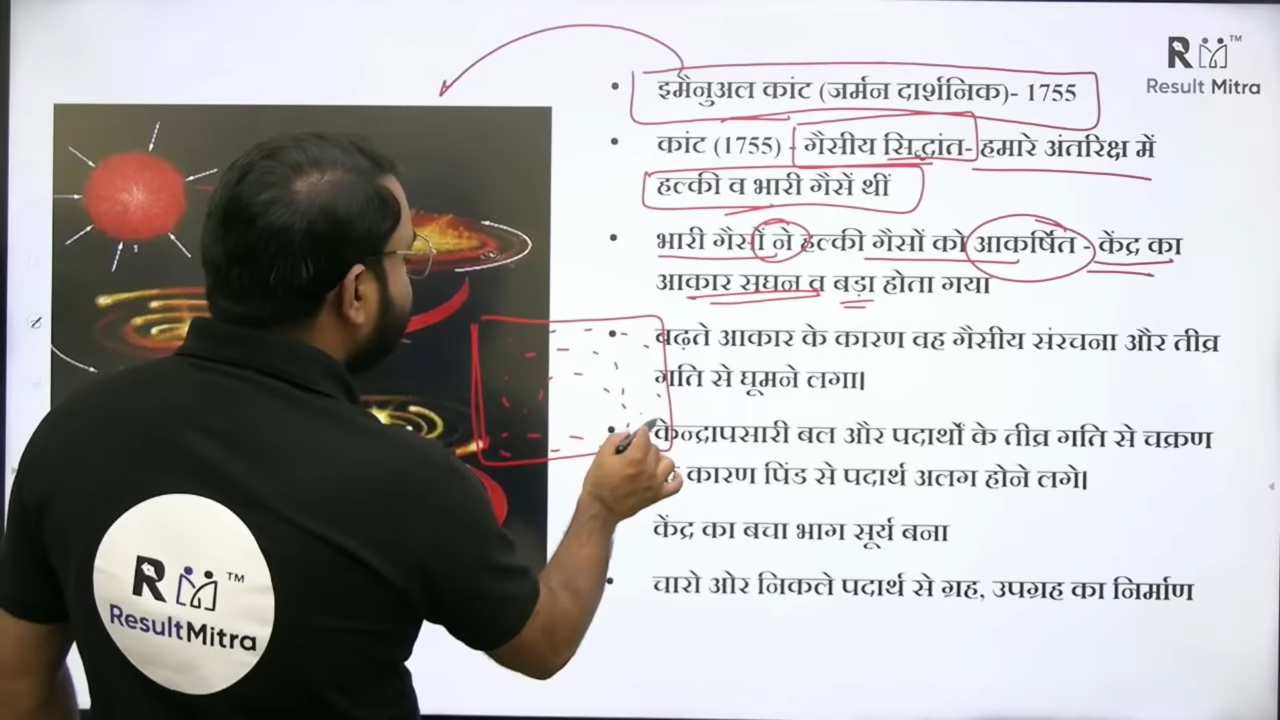 RM™
Result Mitra
इमैनुअल कांट (जर्मन दार्शनिक)- 1755
कांट (1755) - गैसीय सिद्धांत- हमारे अंतरिक्ष में
हल्की व भारी गैसें थीं
भारी गैसों ने हल्की गैसों को आकर्षित - केंद्र का
आकार सघन व बड़ा होता गया
बढ़ते आकार के कारण वह गैसीय संरचना और तीव्र
गति से घूमने लगा।
केन्द्रापसारी बल और पदार्थों के तीव्र गति से चक्रण
कारण पिंड से पदार्थ अलग होने लगे।
केंद्र का बचा भाग सूर्य बना
चारो ओर निकले पदार्थ से ग्रह, उपग्रह का निर्माण
RM™
ResultMitra